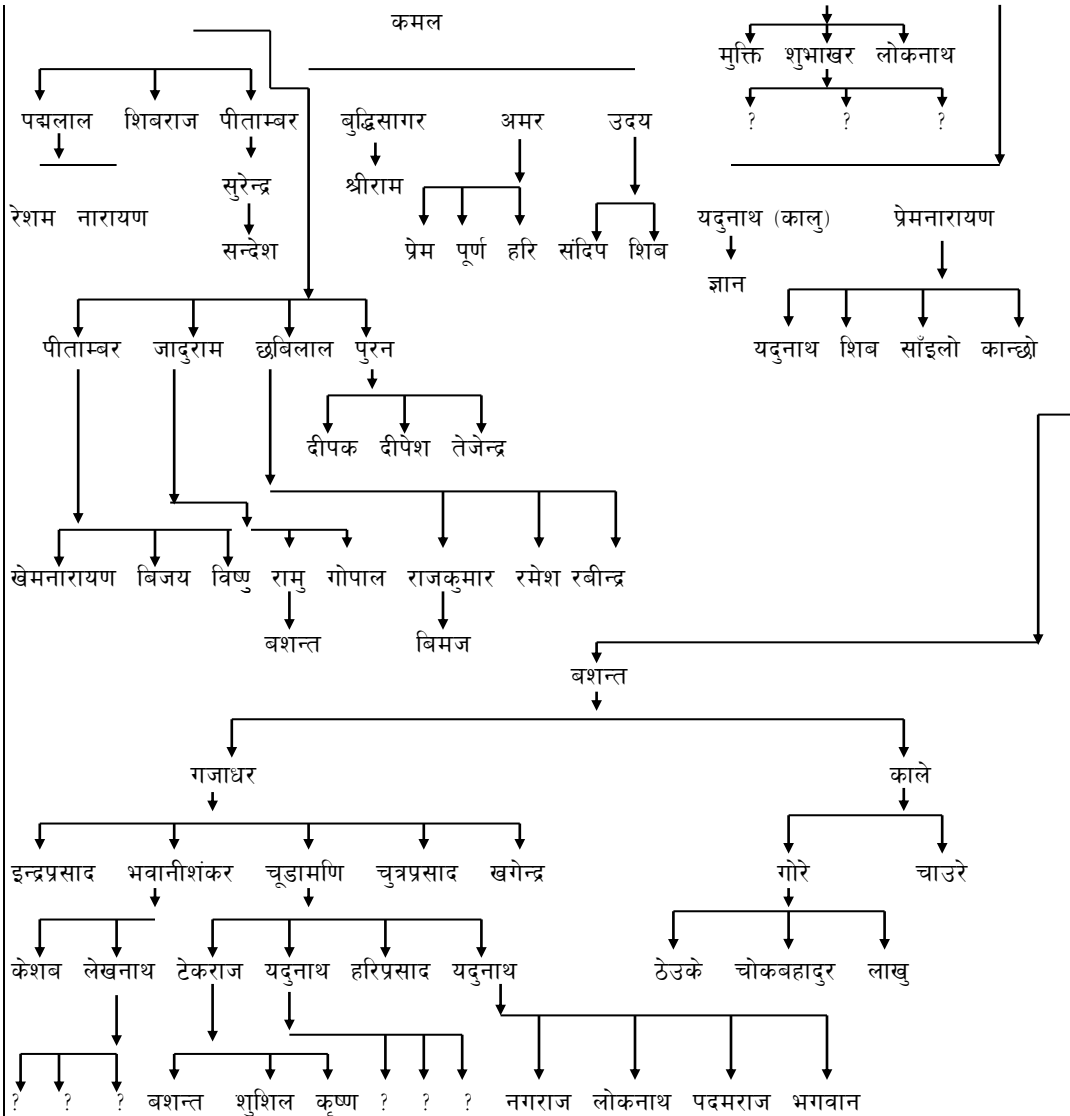 कमल
मुक्ति शुभाखर लोकनाथ
पद्मलाल शिबराज पीताम्बर बुद्धिसागर अमर उदय ? ? ?
सुरेन्द्र श्रीराम
रेशम नारायण यदुनाथ (कालु) प्रेमनारायण
सन्देश प्रेम पूर्ण हरि संदिप शिब
ज्ञान
पीताम्बर जादुराम छबिलाल पुरन यदुनाथ शिब साँइलो कान्छो
दीपक दीपेश तेजेन्द्र
खेमनारायण बिजय विष्णु रामु गोपाल राजकुमार रमेश रबीन्द्र
बशन्त बिमज
बशन्त
गजाधर काले
इन्द्रप्रसाद भवानीशंकर चूडामणि चुत्रप्रसाद खगेन्द्र गोरे चाउरे
केशब लेखनाथ टेकराज यदुनाथ हरिप्रसाद यदुनाथ ठेउके चोकबहादुर लाखु
? ? ? बशन्त शुशिल कृष्ण ? ? ? नगराज लोकनाथ पदमराज भगवान